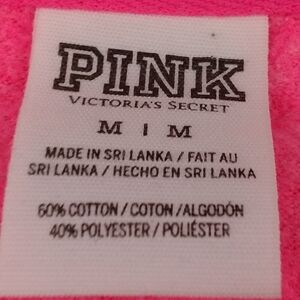 PINK
VICTORIA'S SECRET
M | M
MADE IN SRI LANKA / FAIT AU
SRI LANKA / HECHO EN SRI LANKA
60% COTTON / COTON / ALGODÓN
40% POLYESTER / POLIÉSTER